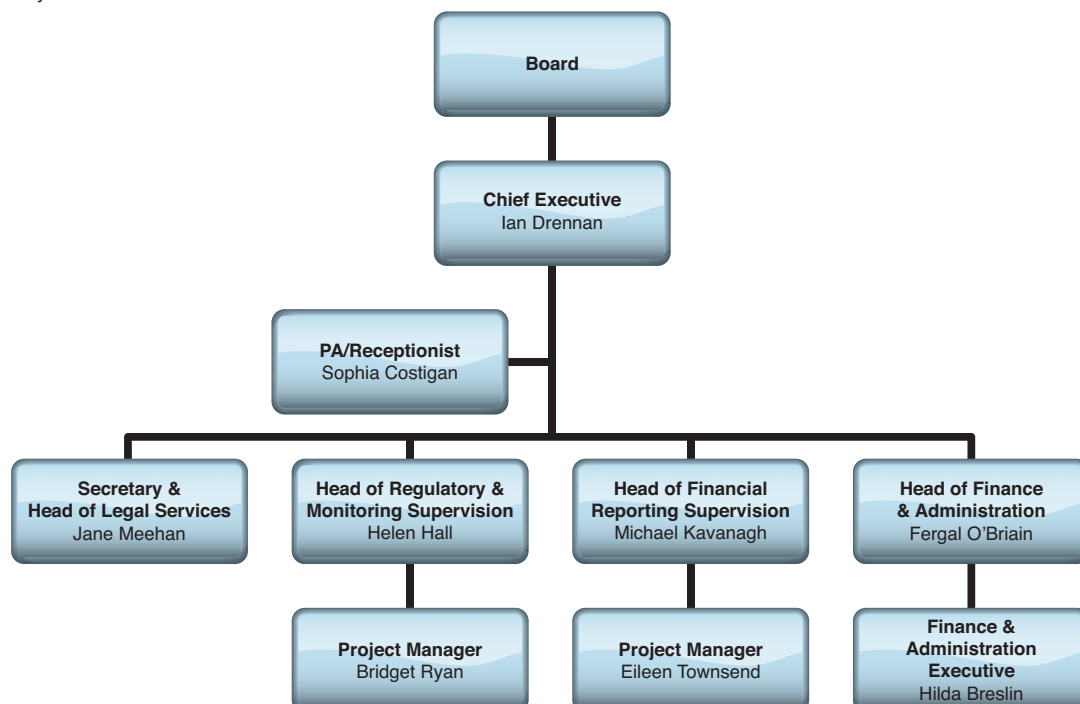 Board
Chief Executive
Ian Drennan
PA/Receptionist
Sophia Costigan
Secretary &
Head of Legal Services
Jane Meehan
Head of Regulatory &
Monitoring Supervision
Helen Hall
Head of Financial
Reporting Supervision
Michael Kavanagh
Head of Finance
& Administration
Fergal O'Briain
Project Manager
Bridget Ryan
Project Manager
Eileen Townsend
Finance &
Administration
Executive
Hilda Breslin